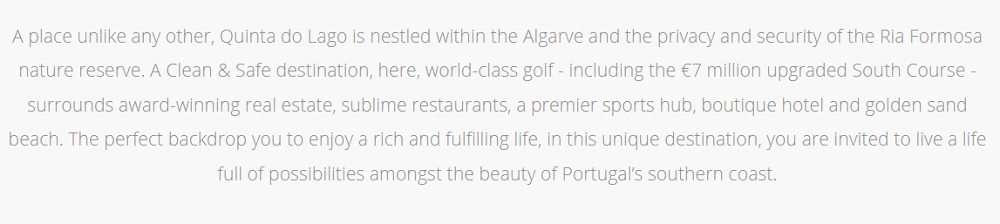 A place unlike any other, Quinta do Lago is nestled within the Algarve and the privacy and security of the Ria Formosa
nature reserve. A Clean & Safe destination, here, world-class golf - including the €7 million upgraded South Course -
surrounds award-winning real estate, sublime restaurants, a premier sports hub, boutique hotel and golden sand
beach. The perfect backdrop you to enjoy a rich and fulfilling life, in this unique destination, you are invited to live a life
full of possibilities amongst the beauty of Portugal’s southern coast.